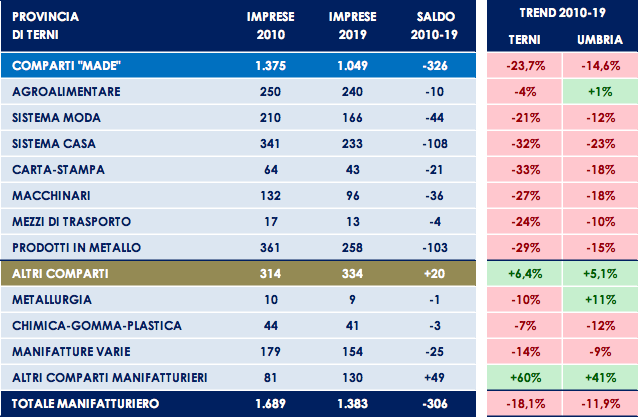 PROVINCIA DI TERNI IMPRESE 2010 IMPRESE 2019 SALDO 2010-19 TREND 2010-19 TERNI UMBRIA
COMPARTI "MADE" 1.375 1.049 -326 -23,7% -14,6%
AGROALIMENTARE 250 240 -10 -4% +1%
SISTEMA MODA 210 166 -44 -21% -12%
SISTEMA CASA 341 233 -108 -32% -23%
CARTA-STAMPA 64 43 -21 -33% -18%
MACCHINARI 132 96 -36 -27% -18%
MEZZI DI TRASPORTO 17 13 -4 -24% -10%
PRODOTTI IN METALLO 361 258 -103 -29% -15%
ALTRI COMPARTI 314 334 +20 +6,4% +5,1%
METALLURGIA 10 9 -1 -10% +11%
CHIMICA-GOMMA-PLASTICA 44 41 -3 -7% -12%
MANIFATTURE VARIE 179 154 -25 -14% -9%
ALTRI COMPARTI MANIFATTURIERI 81 130 +49 +60% +41%
TOTALE MANIFATTURIERO 1.689 1.383 -306 -18,1% -11,9%